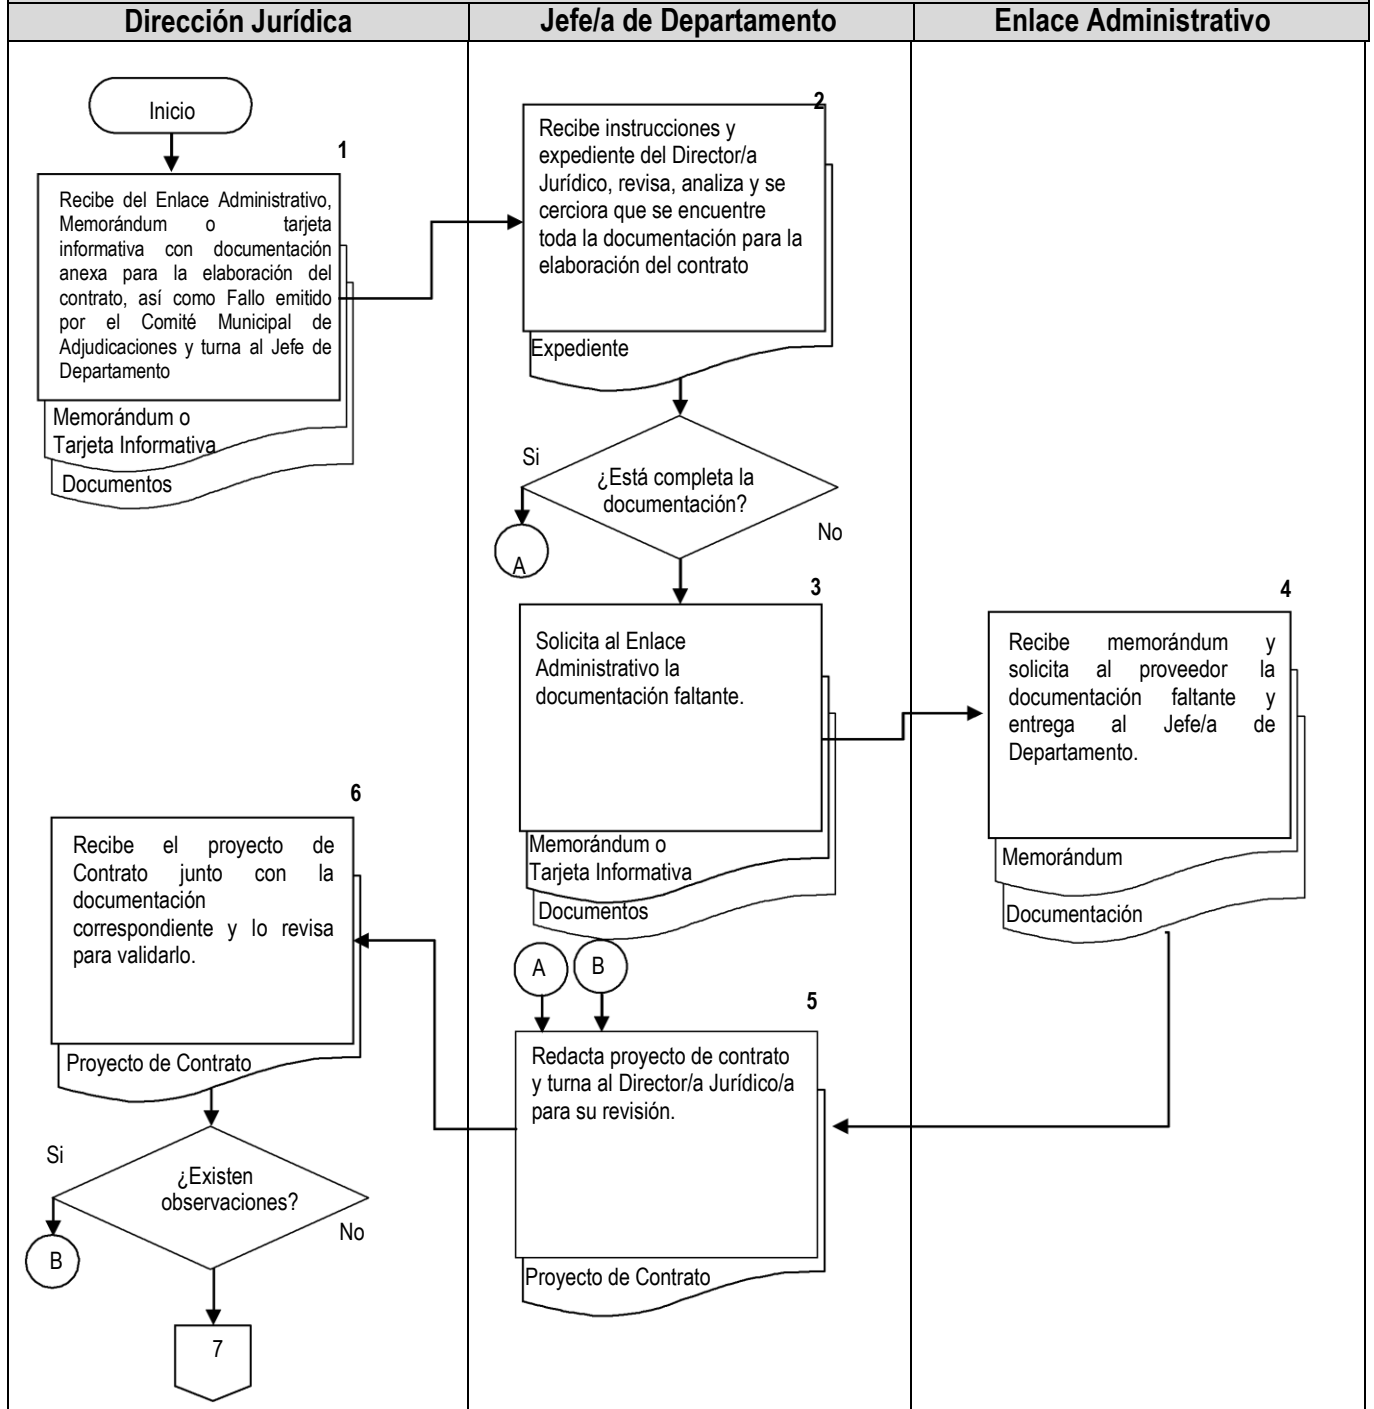 Dirección Jurídica
Jefe/a de Departamento
Enlace Administrativo
Inicio
1
Recibe del Enlace Administrativo,
Memorándum o tarjeta
informativa con documentación
anexa para la elaboración del
contrato, así como Fallo emitido
por el Comité Municipal de
Adjudicaciones y turna al Jefe de
Departamento
Memorándum o
Tarjeta Informativa
Documentos
2
Recibe instrucciones y
expediente del Director/a
Jurídico, revisa, analiza y se
cerciora que se encuentre
toda la documentación para la
elaboración del contrato
Expediente
Si
¿Está completa la
documentación?
No
A
3
Solicita al Enlace
Administrativo la
documentación faltante.
Memorándum o
Tarjeta Informativa
Documentos
4
Recibe memorándum y
solicita al proveedor la
documentación faltante y
entrega al Jefe/a de
Departamento.
Memorándum
Documentación
A
B
5
Redacta proyecto de contrato
y turna al Director/a Jurídico/a
para su revisión.
Proyecto de Contrato
6
Recibe el proyecto de
Contrato junto con la
documentación
correspondiente y lo revisa
para validarlo.
Proyecto de Contrato
Si
¿Existen
observaciones?
No
B
7